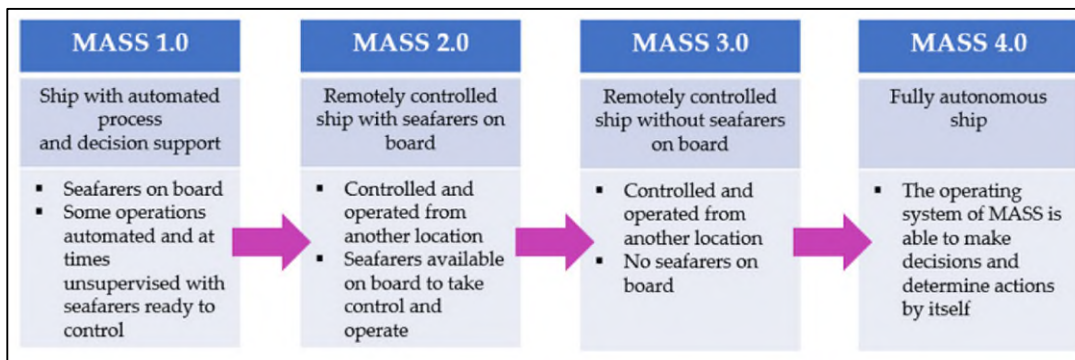 MASS 1.0
Ship with automated
process
and decision support
▪ Seafarers on board
▪ Some operations
automated and at
times
unsupervised with
seafarers ready to
control
MASS 2.0
Remotely controlled
ship with seafarers on
board
▪ Controlled and
operated from
another location
▪ Seafarers available
on board to take
control and
operate
MASS 3.0
Remotely controlled
ship without seafarers
on board
▪ Controlled and
operated from
another location
▪ No seafarers on
board
MASS 4.0
Fully autonomous
ship
▪ The operating
system of MASS is
able to make
decisions and
determine actions
by itself